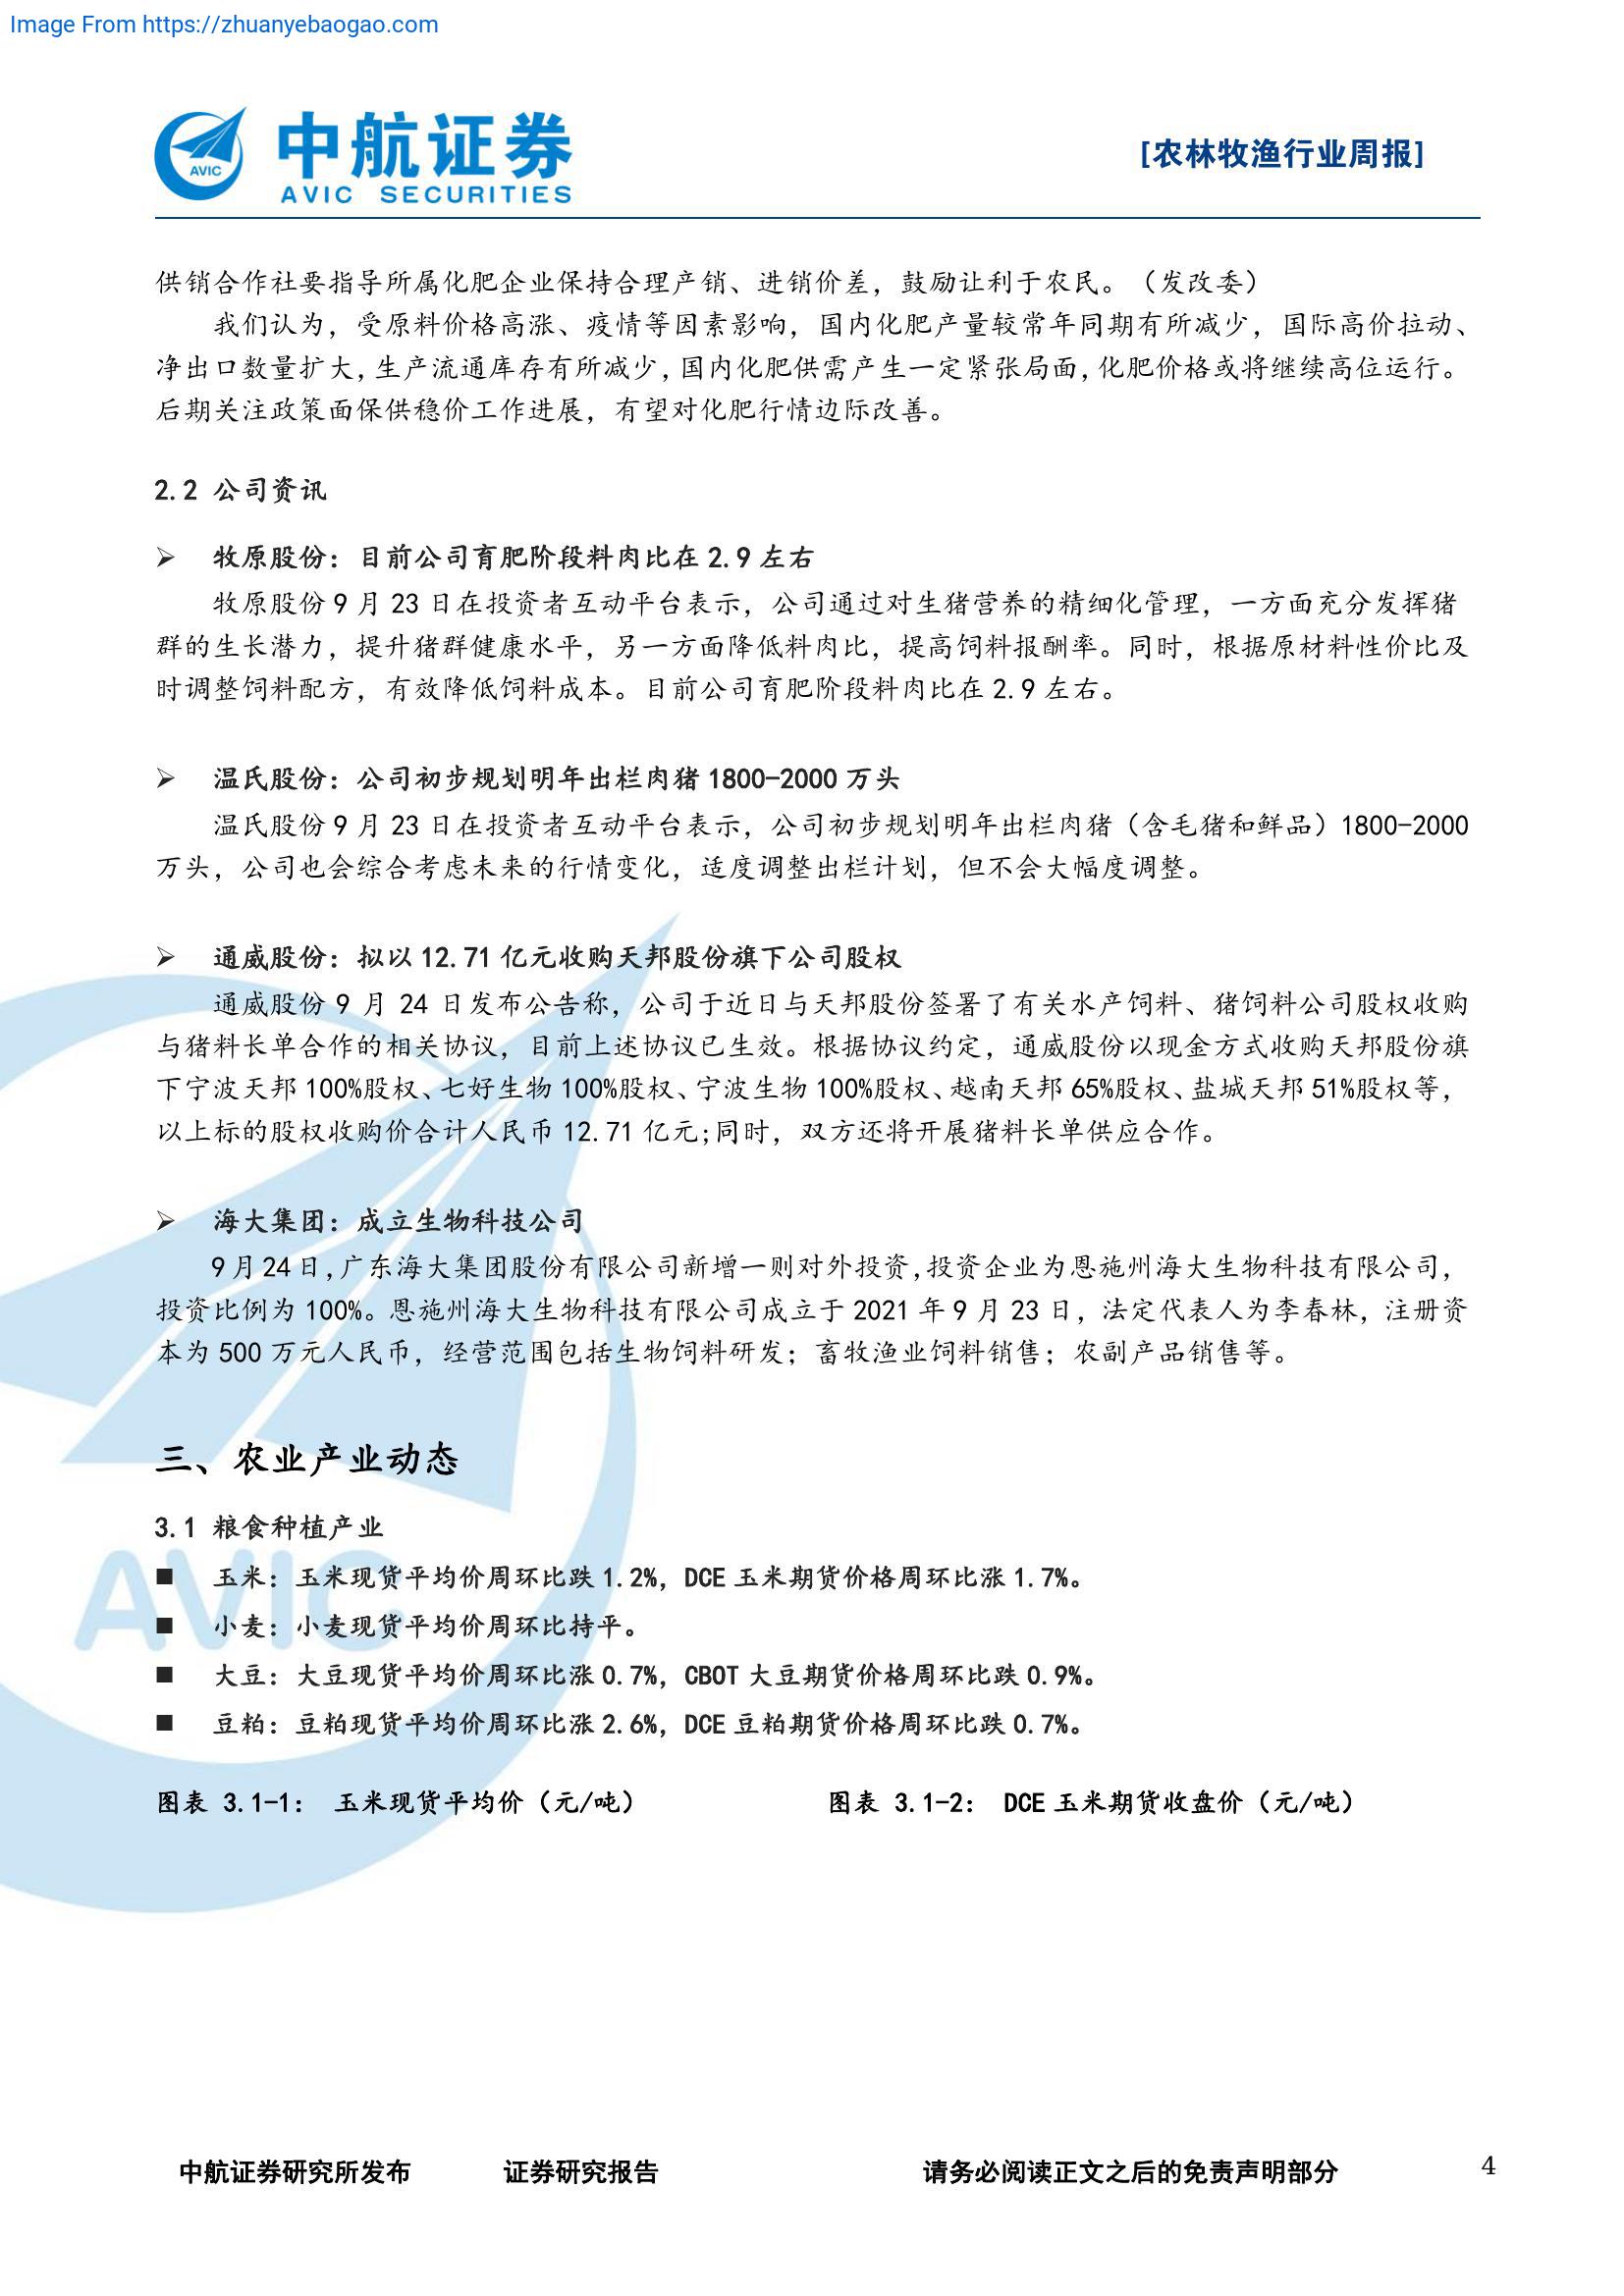 Image From https://zhuanyebaogao.com
AVIC
中航证券
AVIC SECURITIES
[农林牧渔行业周报]
供销合作社要指导所属化肥企业保持合理产销、进销价差，鼓励让利于农民。（发改委）
我们认为，受原料价格高涨、疫情等因素影响，国内化肥产量较常年同期有所减少，国际高价拉动、
净出口数量扩大，生产流通库存有所减少，国内化肥供需产生一定紧张局面，化肥价格或将继续高位运行。
后期关注政策面保供稳价工作进展，有望对化肥行情边际改善。
2.2 公司资讯
➢ 牧原股份：目前公司育肥阶段料肉比在 2.9 左右
牧原股份 9 月 23 日在投资者互动平台表示，公司通过对生猪营养的精细化管理，一方面充分发挥猪
群的生长潜力，提升猪群健康水平，另一方面降低料肉比，提高饲料报酬率。同时，根据原材料性价比及
时调整饲料配方，有效降低饲料成本。目前公司育肥阶段料肉比在 2.9 左右。
➢ 温氏股份：公司初步规划明年出栏肉猪 1800-2000 万头
温氏股份 9 月 23 日在投资者互动平台表示，公司初步规划明年出栏肉猪（含毛猪和鲜品）1800-2000
万头，公司也会综合考虑未来的行情变化，适度调整出栏计划，但不会大幅度调整。
➢ 通威股份：拟以 12.71 亿元收购天邦股份旗下公司股权
通威股份 9 月 24 日发布公告称，公司于近日与天邦股份签署了有关水产饲料、猪饲料公司股权收购
与猪料长单合作的相关协议，目前上述协议已生效。根据协议约定，通威股份以现金方式收购天邦股份旗
下宁波天邦 100%股权、七好生物 100%股权、宁波生物 100%股权、越南天邦 65%股权、盐城天邦 51%股权等，
以上标的股权收购价合计人民币 12.71 亿元;同时，双方还将开展猪料长单供应合作。
➢ 海大集团：成立生物科技公司
9 月 24 日，广东海大集团股份有限公司新增一则对外投资，投资企业为恩施州海大生物科技有限公司，
投资比例为 100%。恩施州海大生物科技有限公司成立于 2021 年 9 月 23 日，法定代表人为李春林，注册资
本为 500 万元人民币，经营范围包括生物饲料研发；畜牧渔业饲料销售；农副产品销售等。
三、农业产业动态
3.1 粮食种植产业
■ 玉米：玉米现货平均价周环比跌 1.2%，DCE 玉米期货价格周环比涨 1.7%。
■ 小麦：小麦现货平均价周环比持平。
■ 大豆：大豆现货平均价周环比涨 0.7%，CBOT 大豆期货价格周环比跌 0.9%。
■ 豆粕：豆粕现货平均价周环比涨 2.6%，DCE 豆粕期货价格周环比跌 0.7%。
AVIC
图表 3.1-1： 玉米现货平均价（元/吨） 图表 3.1-2： DCE 玉米期货收盘价（元/吨）
中航证券研究所发布 证券研究报告 请务必阅读正文之后的免责声明部分 4